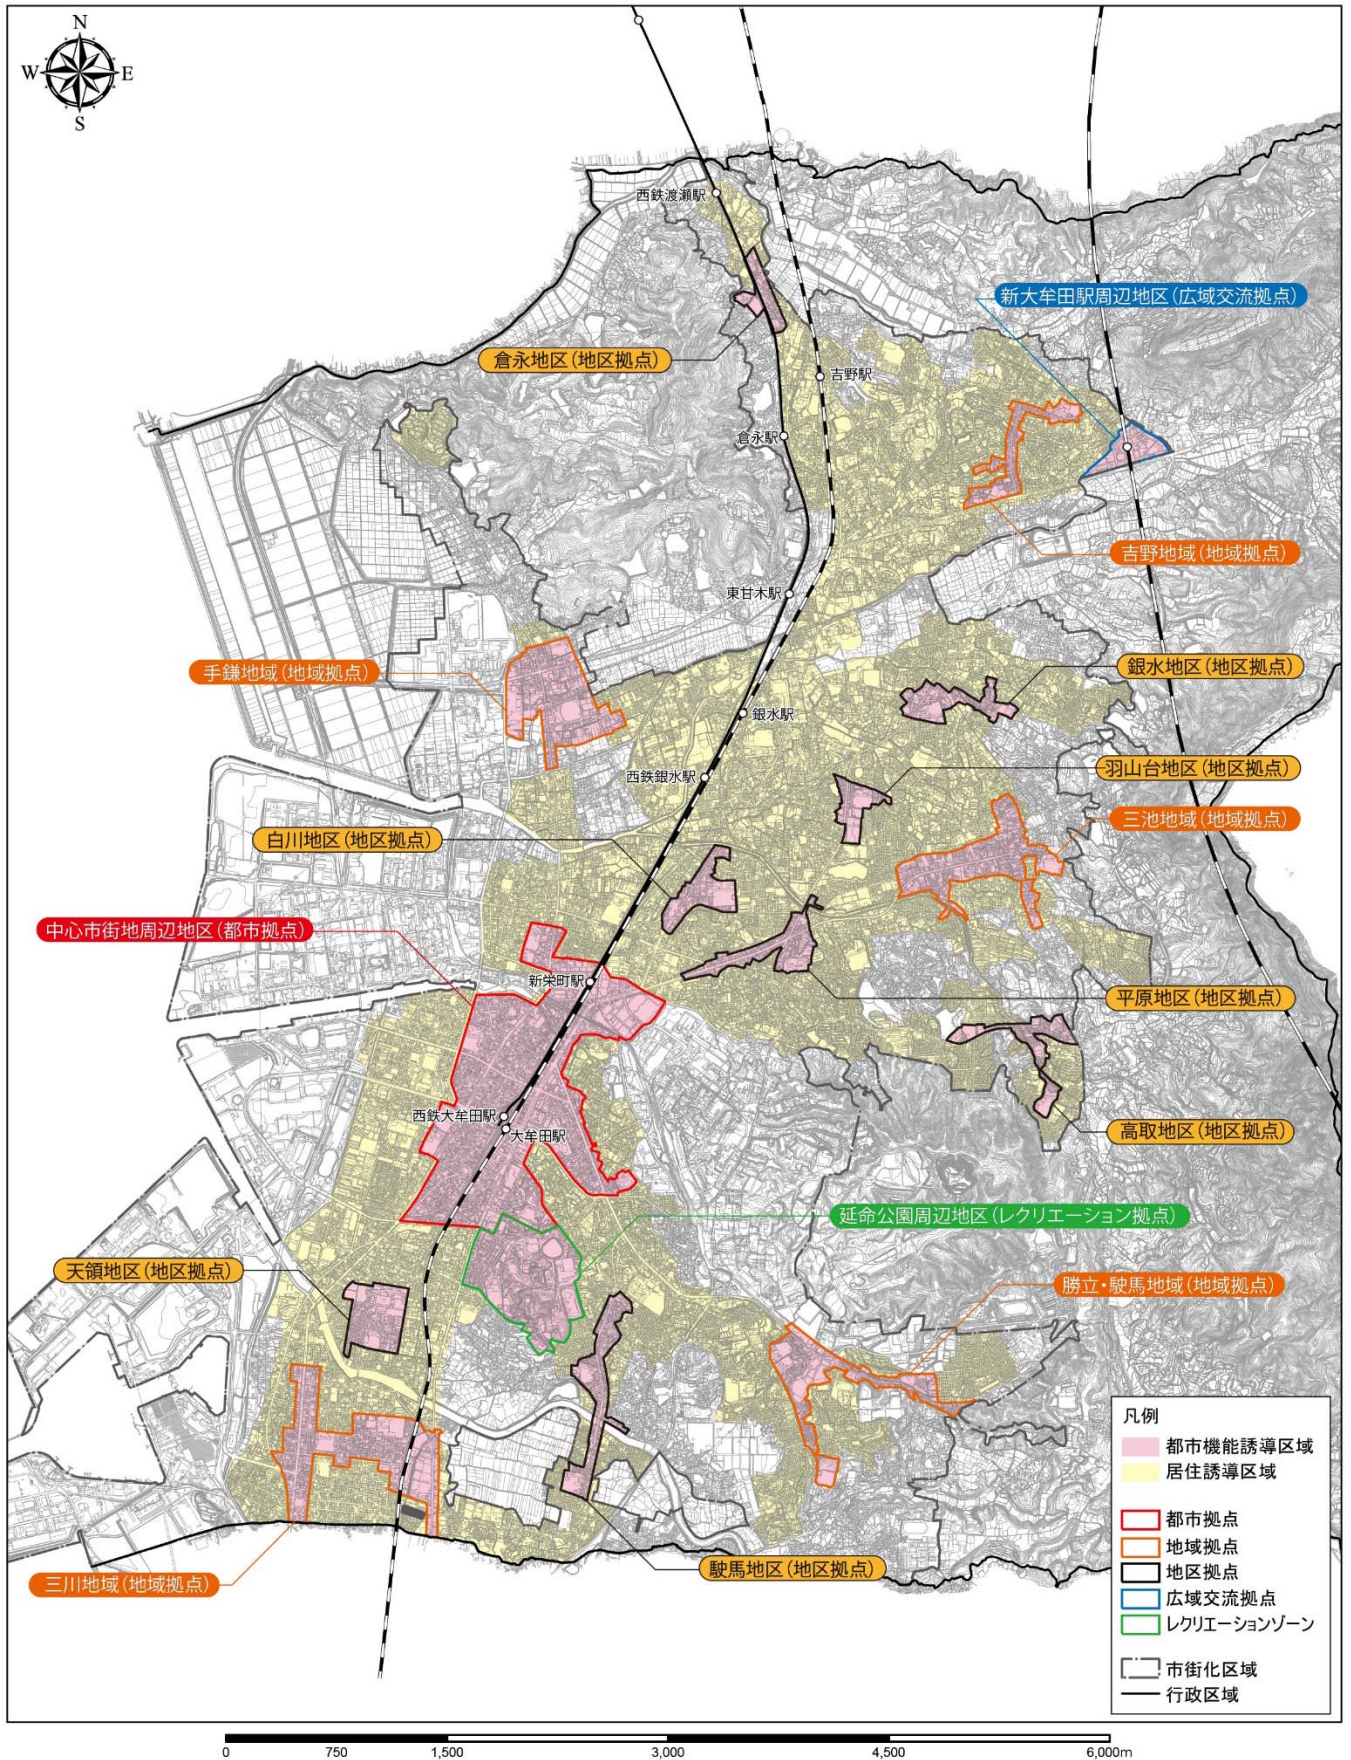 N
W
E
S
西鉄渡瀬駅
新大牟田駅周辺地区(広域交流拠点)
倉永地区(地区拠点)
吉野駅
倉永駅
吉野地域(地域拠点)
東甘木駅
手鎌地域(地域拠点)
銀水地区(地区拠点)
銀水駅
西鉄銀水駅
羽山台地区(地区拠点)
三池地域(地域拠点)
白川地区(地区拠点)
中心市街地周辺地区(都市拠点)
新栄町駅
平原地区(地区拠点)
西鉄大牟田駅
大牟田駅
高取地区(地区拠点)
延命公園周辺地区(レクリエーション拠点)
天領地区(地区拠点)
勝立・駛馬地域(地域拠点)
駛馬地区(地区拠点)
三川地域(地域拠点)
凡例
都市機能誘導区域
居住誘導区域
都市拠点
地域拠点
地区拠点
広域交流拠点
レクリエーションゾーン
市街化区域
行政区域
0 750 1,500 3,000 4,500 6,000m